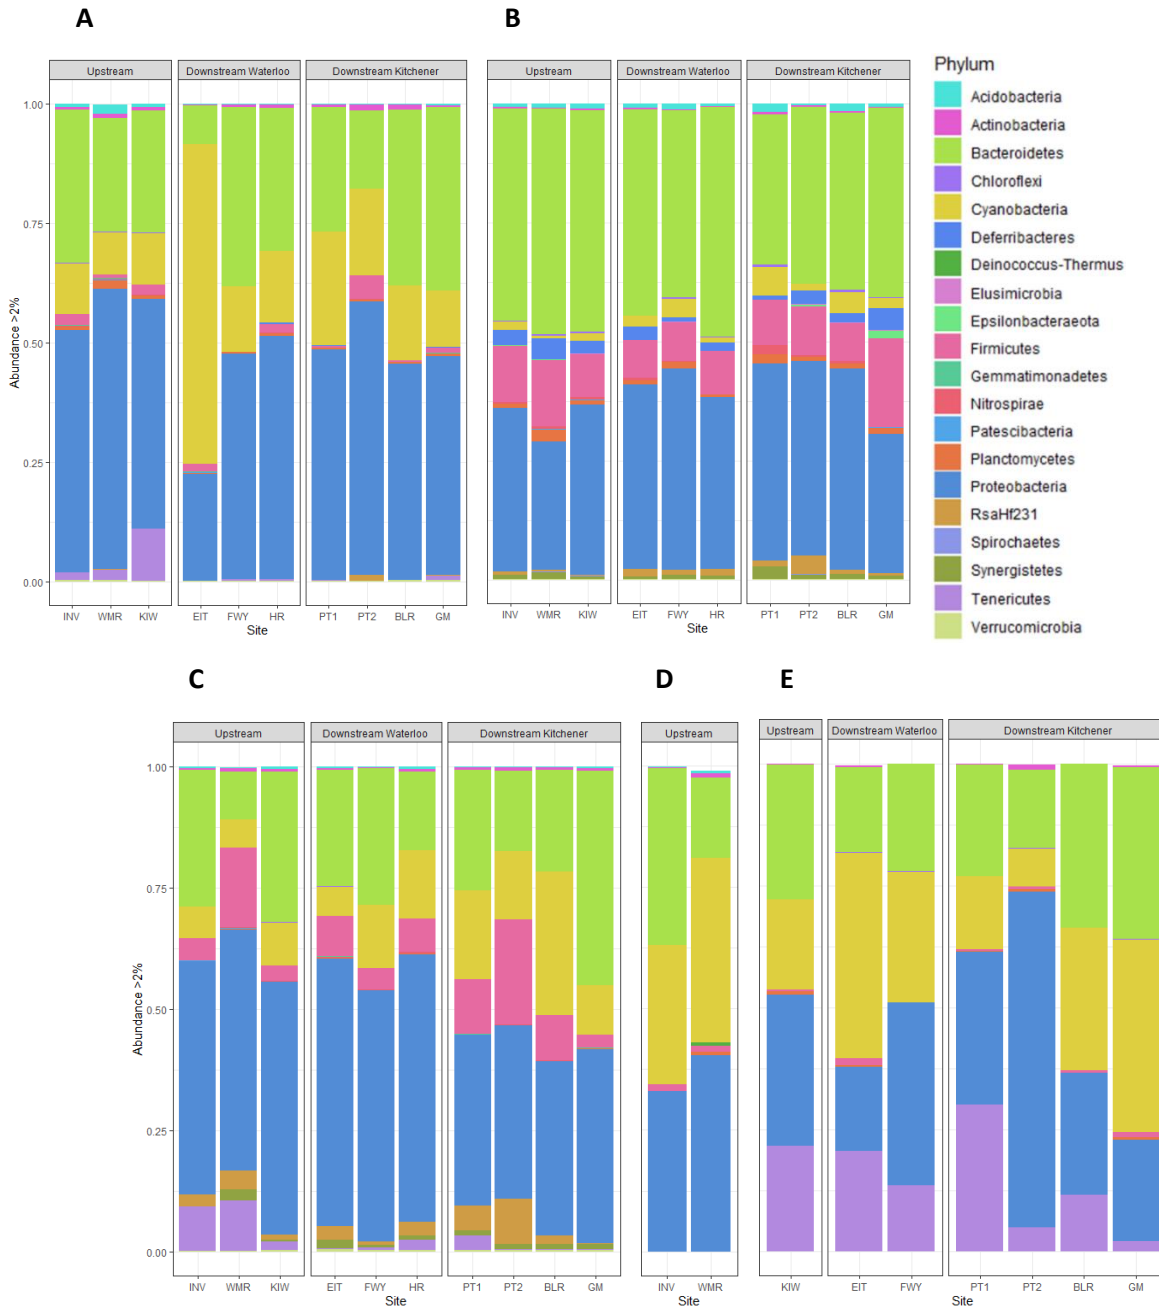 A
B
Upstream
Downstream Waterloo
Downstream Kitchener
Upstream
Downstream Waterloo
Downstream Kitchener
1.00
0.75
0.50
0.25
0.00
Abundance >2%
INV WMR KIW EIT FWY HR PT1 PT2 BLR GM
Site
INV WMR KIW EIT FWY HR PT1 PT2 BLR GM
Site
Phylum
Acidobacteria
Actinobacteria
Bacteroidetes
Chloroflexi
Cyanobacteria
Deferribacteres
Deinococcus-Thermus
Elusimicrobia
Epsilonbacteraeota
Firmicutes
Gemmatimonadetes
Nitrospirae
Patescibacteria
Planctomycetes
Proteobacteria
RsaHf231
Spirochaetes
Synergistetes
Tenericutes
Verrucomicrobia
C
D
E
Upstream
Downstream Waterloo
Downstream Kitchener
Upstream
Upstream
Downstream Waterloo
Downstream Kitchener
1.00
0.75
0.50
0.25
0.00
Abundance >2%
INV WMR KIW EIT FWY HR PT1 PT2 BLR GM
Site
INV WMR
Site
KIW EIT FWY PT1 PT2 BLR GM
Site